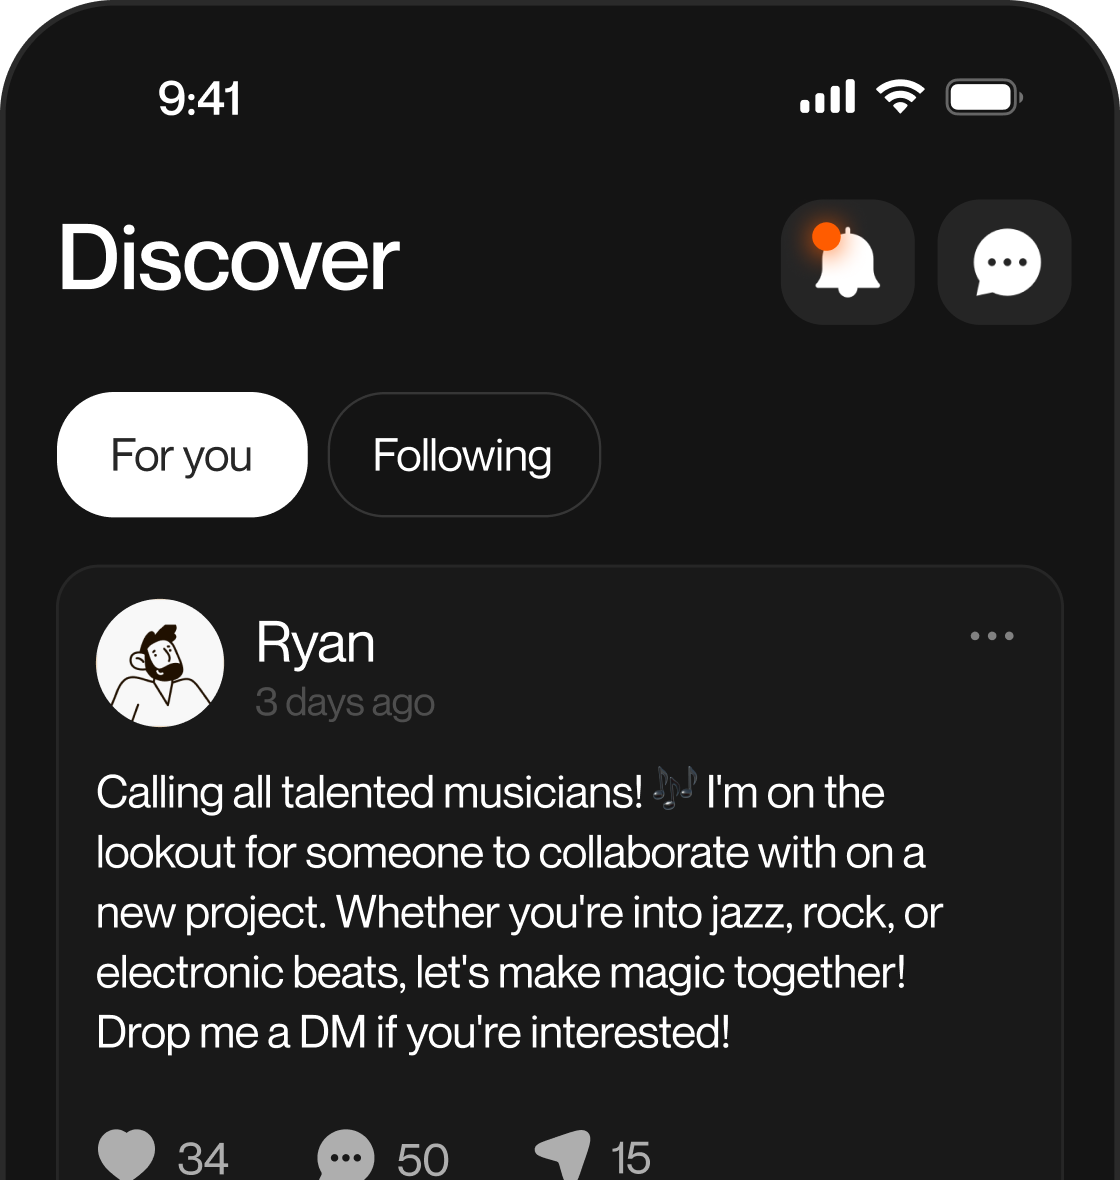 9:41
Discover
For you
Following
Ryan
3 days ago
Calling all talented musicians! 🎶 I'm on the
lookout for someone to collaborate with on a
new project. Whether you're into jazz, rock, or
electronic beats, let's make magic together!
Drop me a DM if you're interested!
34
50
15